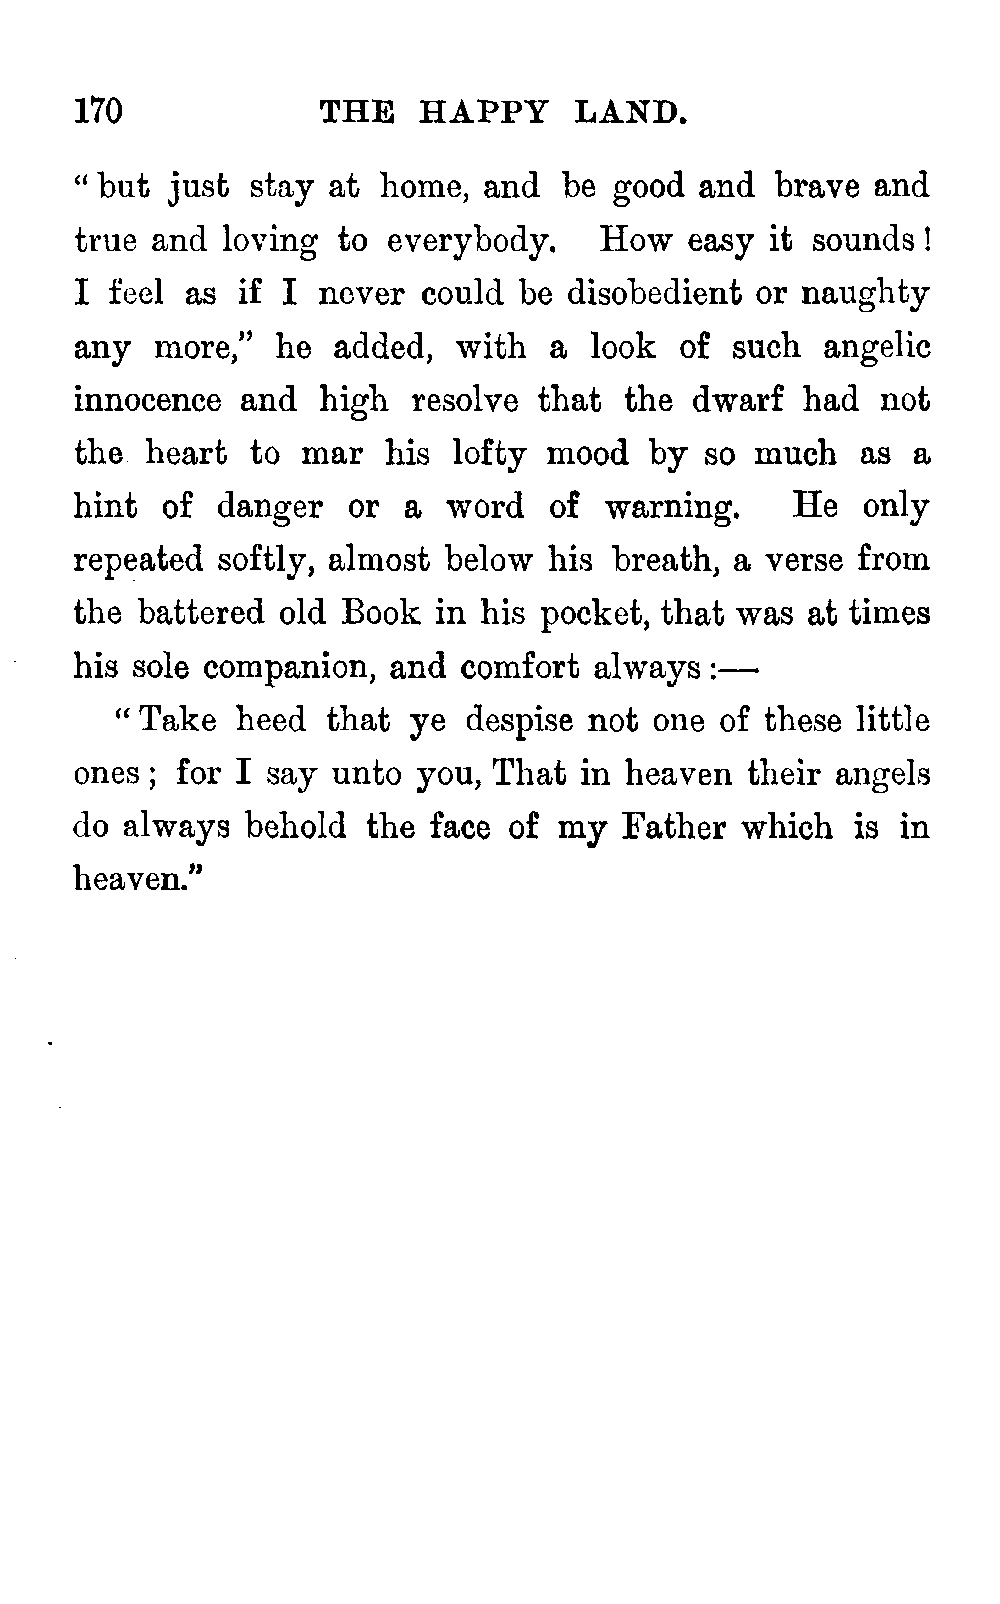 170 THE HAPPY LAND.
“but just stay at home, and be good and brave and
true and loving to everybody. How easy it sounds!
I feel as if I never could be disobedient or naughty
any more,” he added, with a look of such angelic
innocence and high resolve that the dwarf had not
the heart to mar his lofty mood by so much as a
hint of danger or a word of warning. He only
repeated softly, almost below his breath, a verse from
the battered old Book in his pocket, that was at times
his sole companion, and comfort always:—
“Take heed that ye despise not one of these little
ones; for I say unto you, That in heaven their angels
do always behold the face of my Father which is in
heaven.”